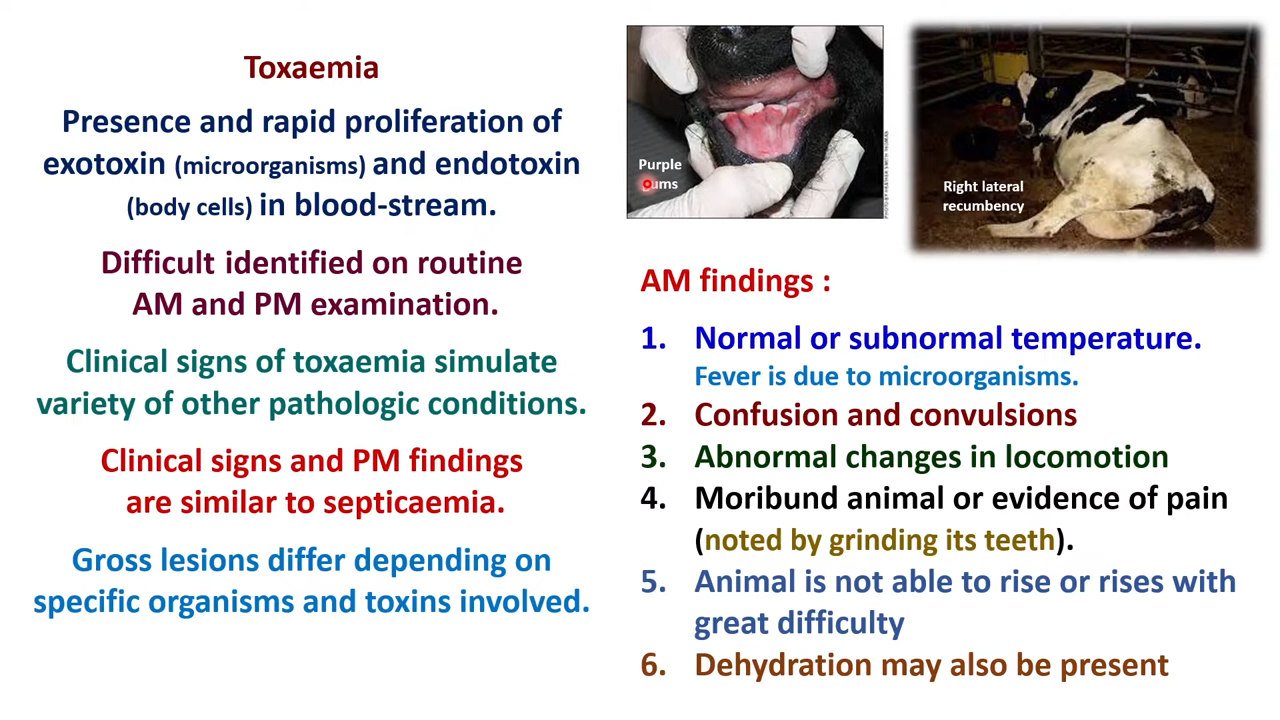 Toxaemia
Presence and rapid proliferation of
exotoxin (microorganisms) and endotoxin
(body cells) in blood-stream.
Difficult identified on routine
AM and PM examination.
Clinical signs of toxaemia simulate
variety of other pathologic conditions.
Clinical signs and PM findings
are similar to septicaemia.
Gross lesions differ depending on
specific organisms and toxins involved.
Purple
gums
Right lateral
recumbency
AM findings :
1. Normal or subnormal temperature.
Fever is due to microorganisms.
2. Confusion and convulsions
3. Abnormal changes in locomotion
4. Moribund animal or evidence of pain
(noted by grinding its teeth).
5. Animal is not able to rise or rises with
great difficulty
6. Dehydration may also be present